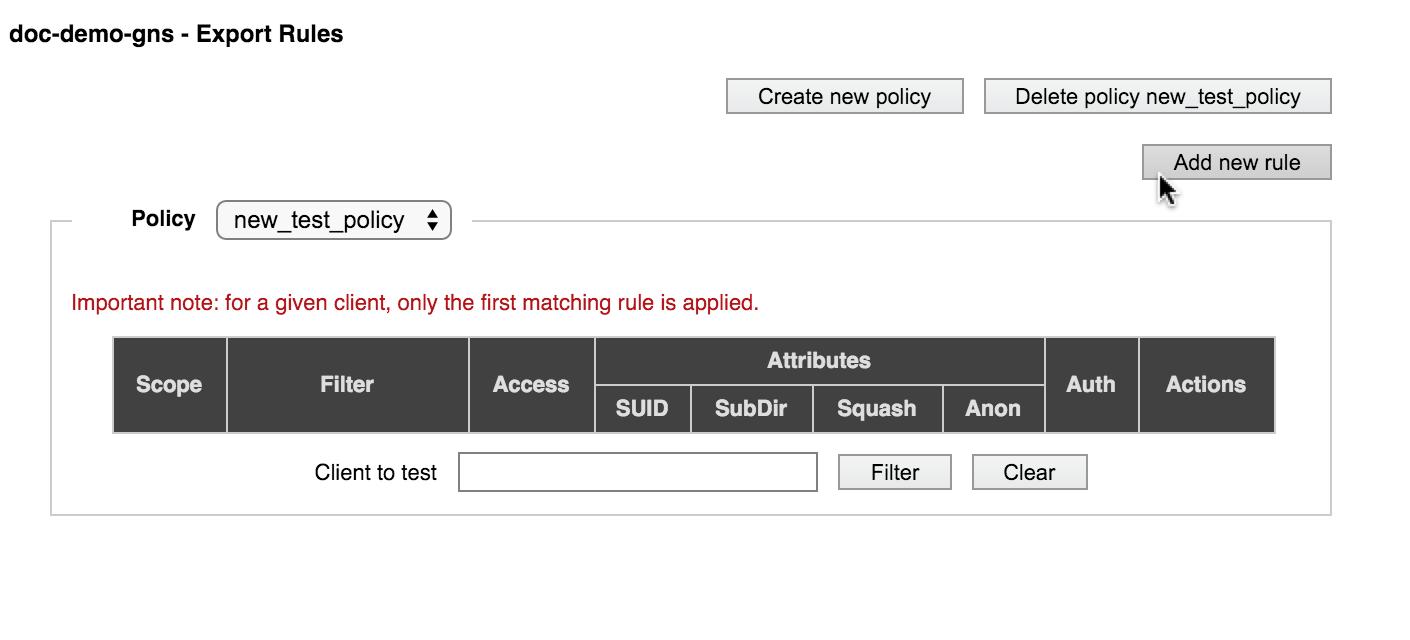 doc-demo-gns - Export Rules
Create new policy Delete policy new_test_policy
Add new rule
Policy new_test_policy
Important note: for a given client, only the first matching rule is applied.
Scope Filter Access Attributes Auth Actions
SUID SubDir Squash Anon
Client to test Filter Clear